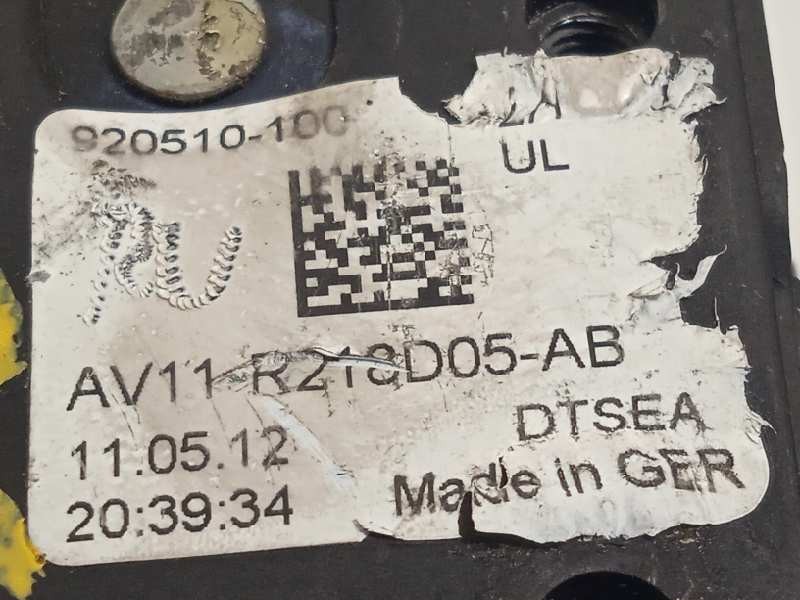 920510-100
UL
AV11-R218D05-AB
11.05.12
DTSEA
20:39:34
Made in GER